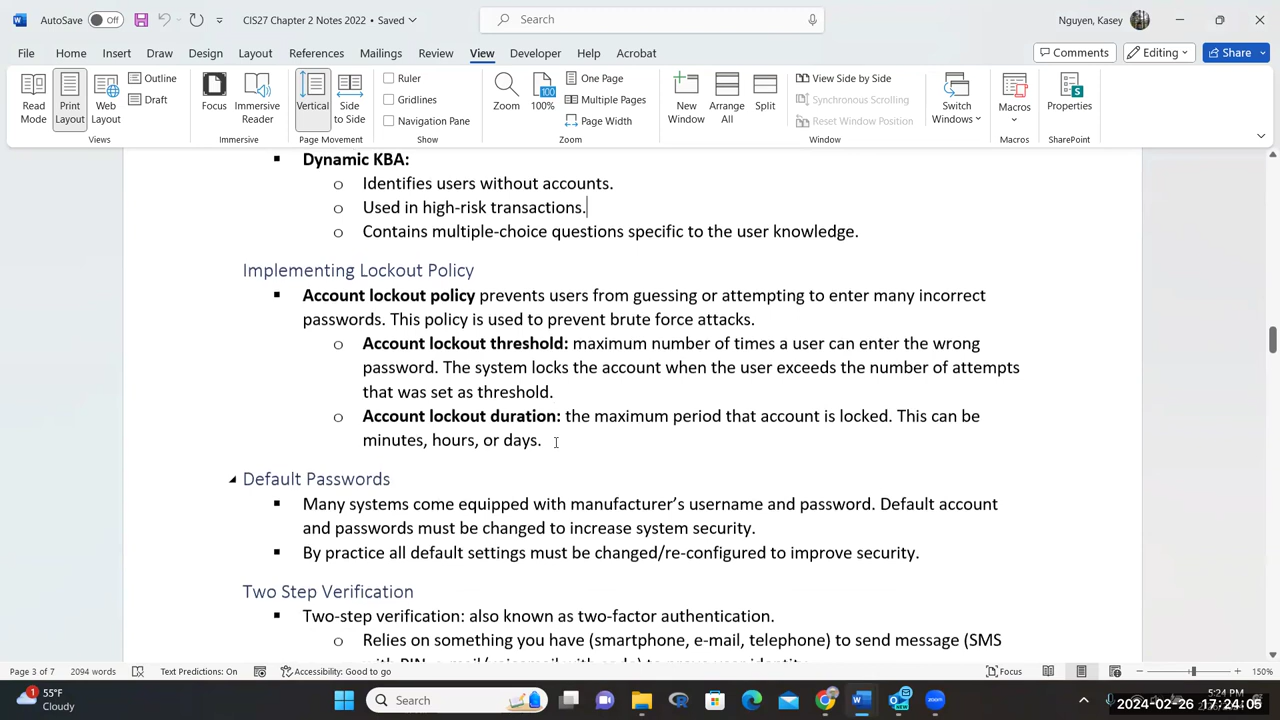 AutoSave Off CIS27 Chapter 2 Notes 2022 • Saved Search Nguyen, Kasey
File Home Insert Draw Design Layout References Mailings Review View Developer Help Acrobat Comments Editing Share
Read Mode Print Layout Web Layout Outline Draft Focus Immersive Reader Vertical Side to Side Ruler Gridlines Navigation Pane Zoom 100% One Page Multiple Pages Page Width New Window Arrange All Split View Side by Side Synchronous Scrolling Reset Window Position Switch Windows Macros Properties
Views Immersive Page Movement Show Zoom Window Macros SharePoint
▪ Dynamic KBA:
o Identifies users without accounts.
o Used in high-risk transactions.
o Contains multiple-choice questions specific to the user knowledge.
Implementing Lockout Policy
▪ Account lockout policy prevents users from guessing or attempting to enter many incorrect
passwords. This policy is used to prevent brute force attacks.
o Account lockout threshold: maximum number of times a user can enter the wrong
password. The system locks the account when the user exceeds the number of attempts
that was set as threshold.
o Account lockout duration: the maximum period that account is locked. This can be
minutes, hours, or days.
Default Passwords
▪ Many systems come equipped with manufacturer's username and password. Default account
and passwords must be changed to increase system security.
▪ By practice all default settings must be changed/re-configured to improve security.
Two Step Verification
▪ Two-step verification: also known as two-factor authentication.
o Relies on something you have (smartphone, e-mail, telephone) to send message (SMS
Page 3 of 7 2094 words Text Predictions: On Accessibility: Good to go Focus 150%
1 55°F Cloudy Search 5:24 PM
2024-02-26 17:24:05